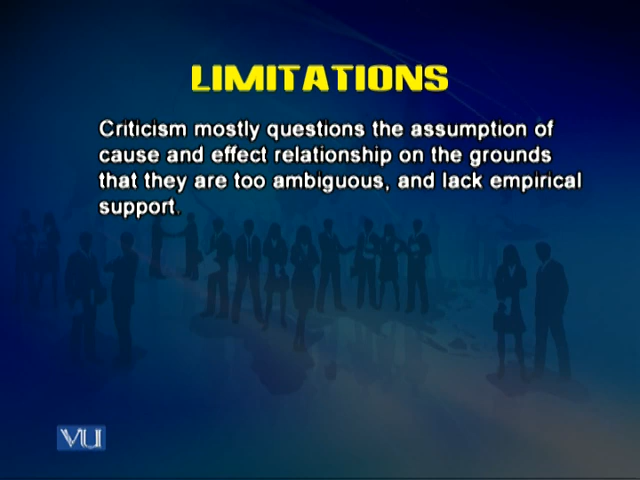 LIMITATIONS
Criticism mostly questions the assumption of
cause and effect relationship on the grounds
that they are too ambiguous, and lack empirical
support.
VU